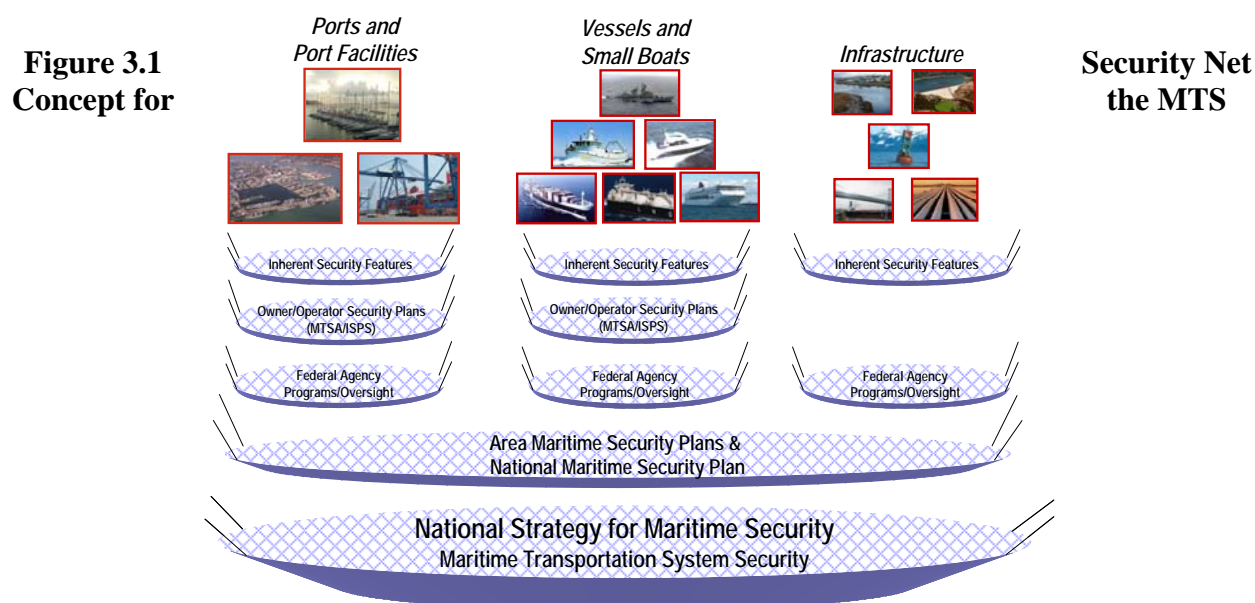 Figure 3.1
Concept for
Security Net
the MTS
Ports and
Port Facilities
Vessels and
Small Boats
Infrastructure
Inherent Security Features
Inherent Security Features
Inherent Security Features
Owner/Operator Security Plans
(MTSA/ISPS)
Owner/Operator Security Plans
(MTSA/ISPS)
Federal Agency
Programs/Oversight
Federal Agency
Programs/Oversight
Federal Agency
Programs/Oversight
Area Maritime Security Plans &
National Maritime Security Plan
National Strategy for Maritime Security
Maritime Transportation System Security